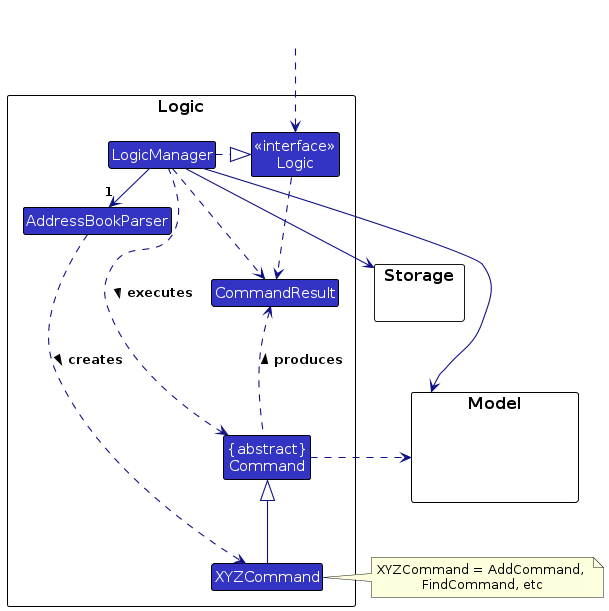 Logic
LogicManager
«interface»
Logic
1
AddressBookParser
Storage
executes
CommandResult
creates
produces
Model
{abstract}
Command
XYZCommand
XYZCommand = AddCommand,
FindCommand, etc